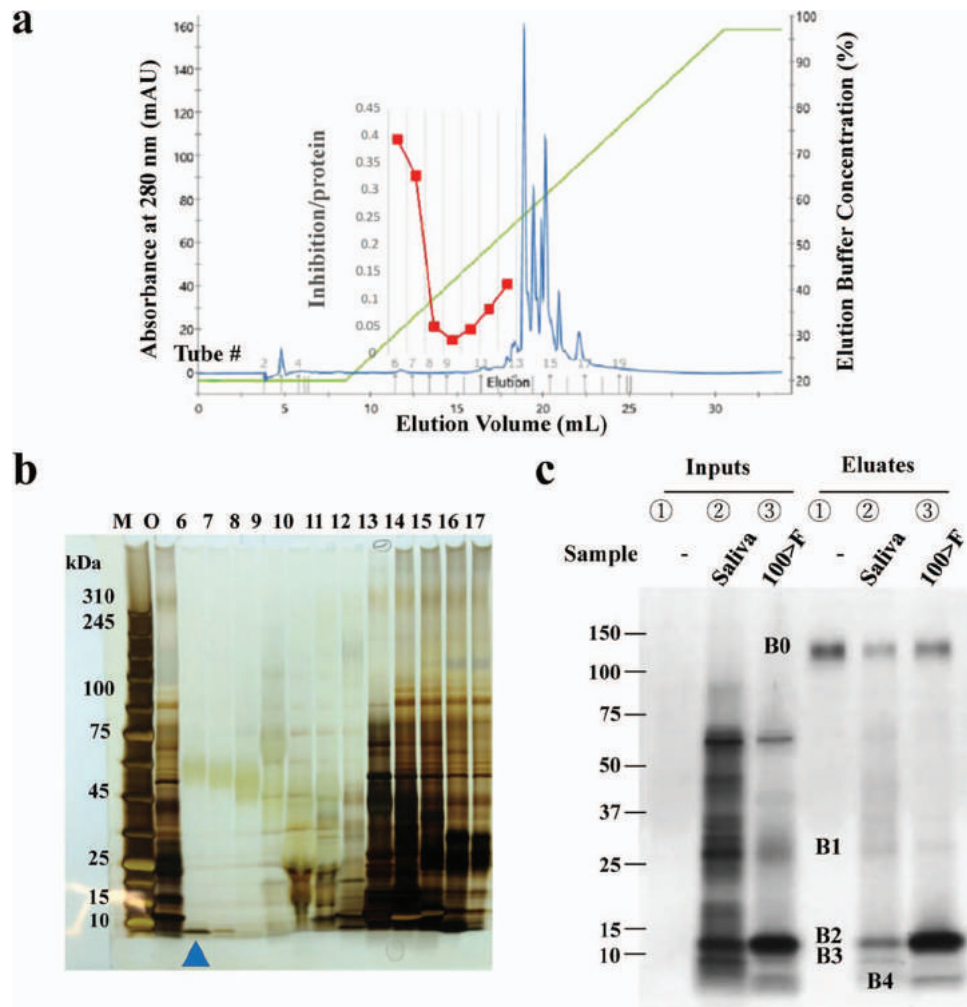 a
Absorbance at 280 nm (mAU)
160
140
120
100
80
60
40
20
0
Inhibition/protein
0.45
0.4
0.35
0.3
0.25
0.2
0.15
0.1
0.05
0
Elution Buffer Concentration (%)
100
90
80
70
60
50
40
30
20
Tube #
2 4 6 7 8 9 11 13 15 17 19
Elution
0 5 10 15 20 25 30
Elution Volume (mL)
b
M O 6 7 8 9 10 11 12 13 14 15 16 17
kDa
310
245
100
75
45
25
15
10
c
Inputs Eluates
① ② ③ ① ② ③
Sample - Saliva 100>F - Saliva 100>F
150
100
75
50
37
25
15
10
B0
B1
B2
B3
B4